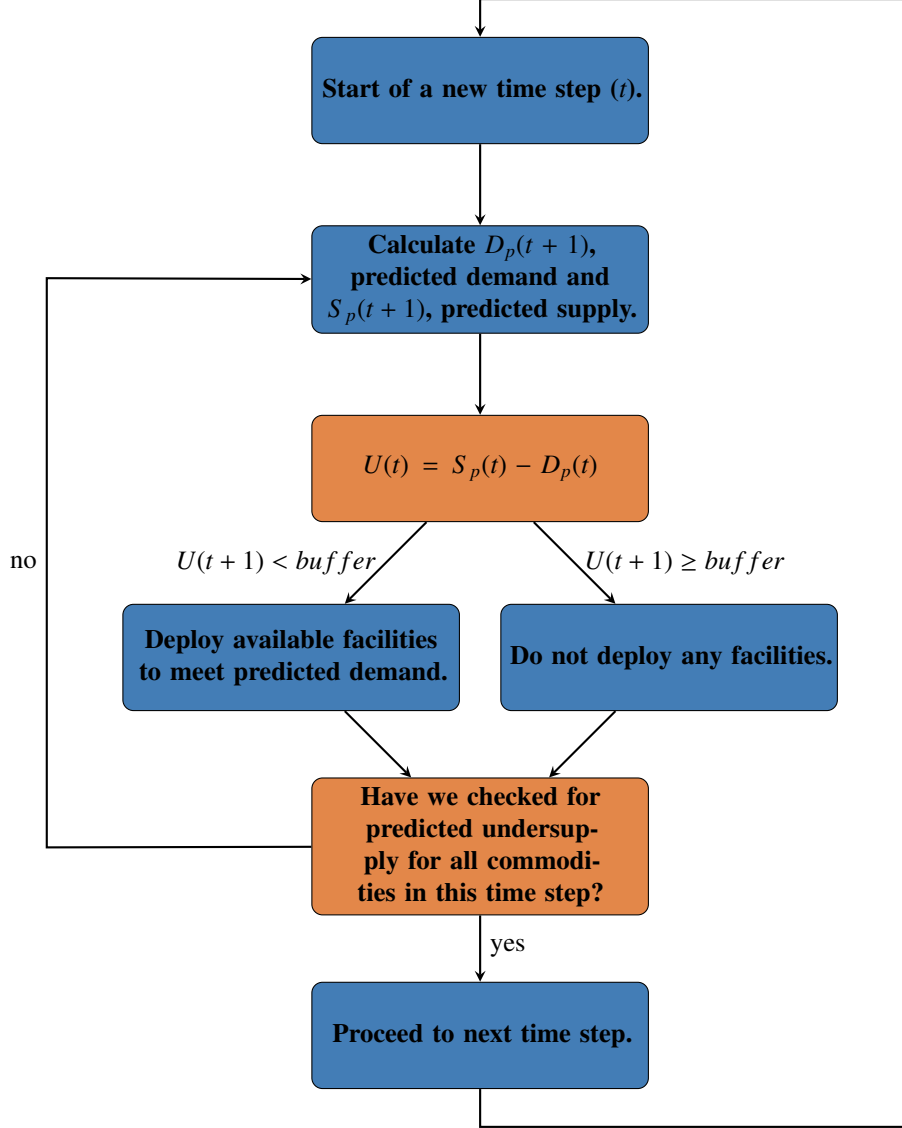 Start of a new time step (t).
Calculate D_p(t + 1),
predicted demand and
S_p(t + 1), predicted supply.
U(t) = S_p(t) − D_p(t)
no
U(t + 1) < buffer
U(t + 1) ≥ buffer
Deploy available facilities
to meet predicted demand.
Do not deploy any facilities.
Have we checked for
predicted undersup-
ply for all commodi-
ties in this time step?
yes
Proceed to next time step.